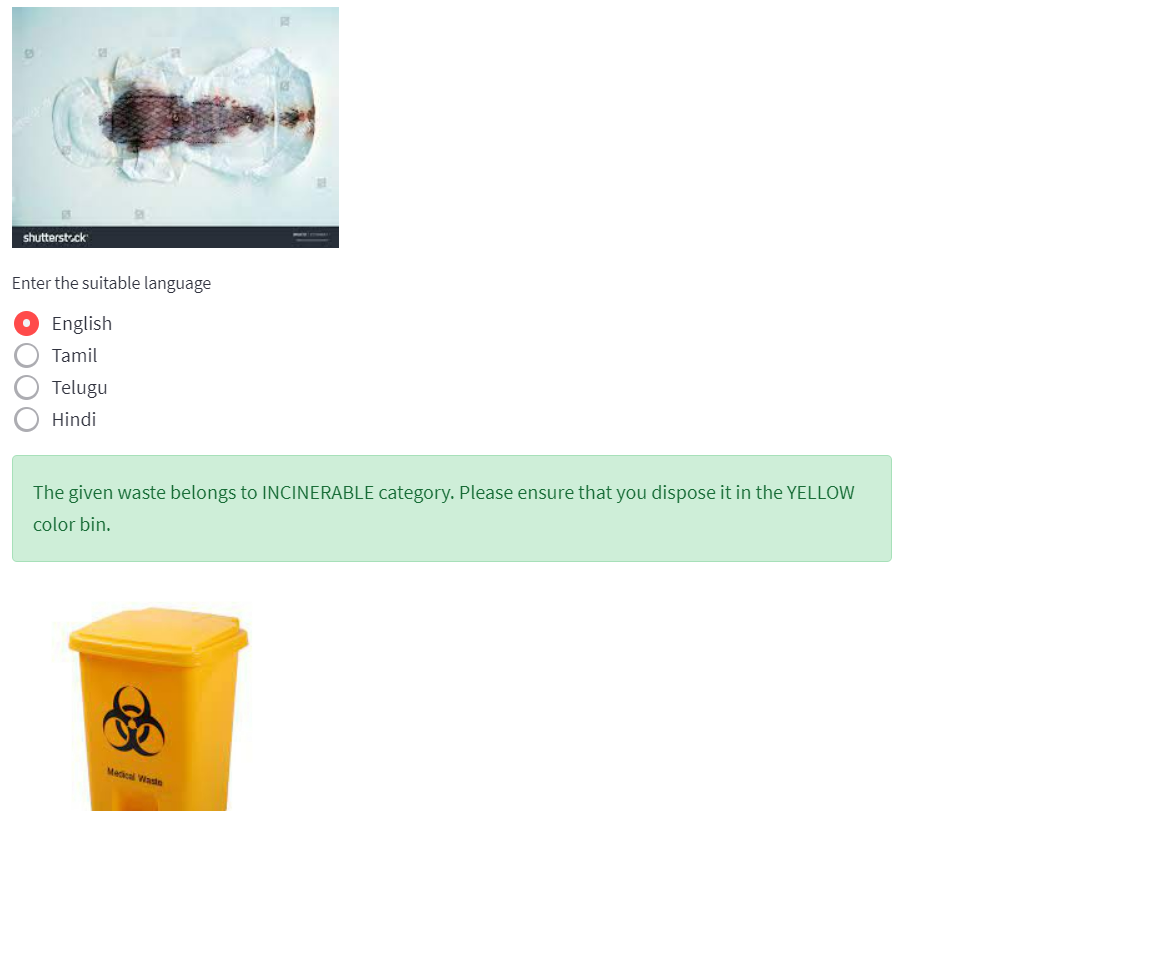 shutterstock
Enter the suitable language
English
Tamil
Telugu
Hindi
The given waste belongs to INCINERABLE category. Please ensure that you dispose it in the YELLOW
color bin.
Medical Waste